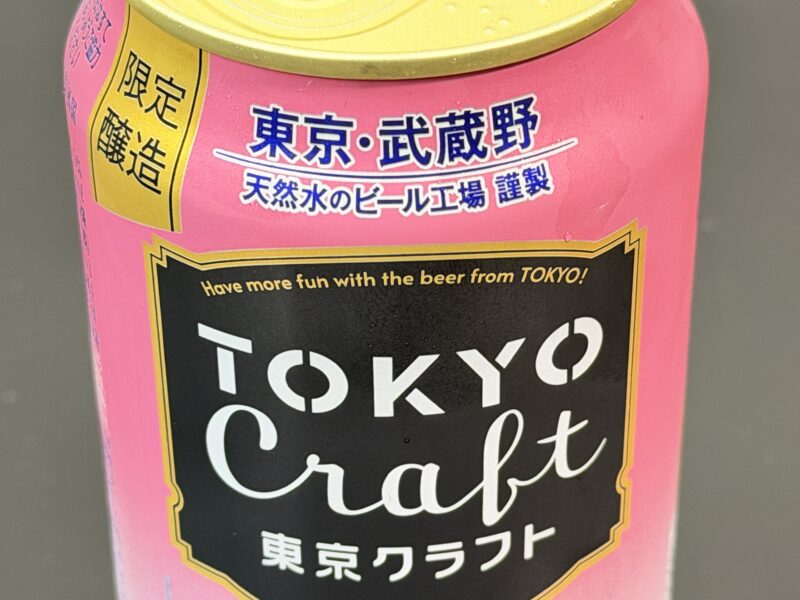 限定
醸造
東京・武蔵野
天然水のビール工場 謹製
Have more fun with the beer from TOKYO!
TOKYO
Craft
東京クラフト